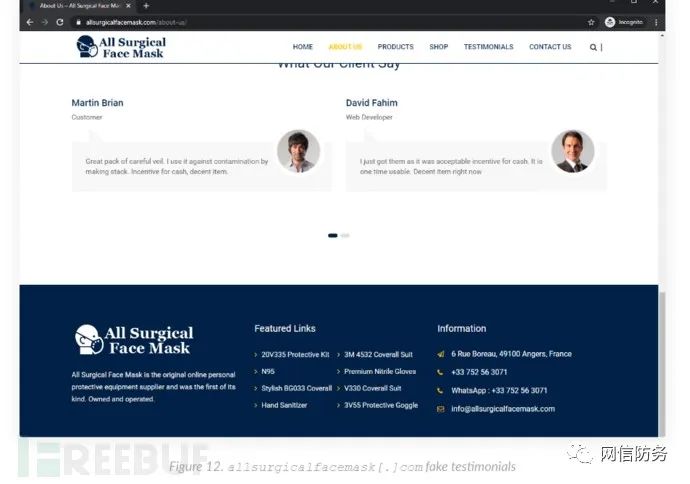 About Us – All Surgical Face Mas
allsurgicalfacemask.com/about-us/
Incognito
All Surgical
Face Mask
HOME
ABOUT US
PRODUCTS
SHOP
TESTIMONIALS
CONTACT US
What Our Client Say
Martin Brian
Customer
Great pack of careful veil. I use it against contamination by
making stack. Incentive for cash, decent item.
David Fahim
Web Developer
I just got them as it was acceptable incentive for cash. It is
one time usable. Decent item right now
All Surgical
Face Mask
All Surgical Face Mask is the original online personal
protective equipment supplier and was the first of its
kind. Owned and operated.
Featured Links
20V335 Protective Kit
N95
Stylish BG033 Coverall
Hand Sanitizer
3M 4532 Coverall Suit
Premium Nitrile Gloves
V330 Coverall Suit
3V55 Protective Goggle
Information
6 Rue Boreau, 49100 Angers, France
+33 752 56 3071
WhatsApp : +33 752 56 3071
info@allsurgicalfacemask.com
FREEBUF
网信防务
Figure 12. allsurgicalfacemask[.]com fake testimonials